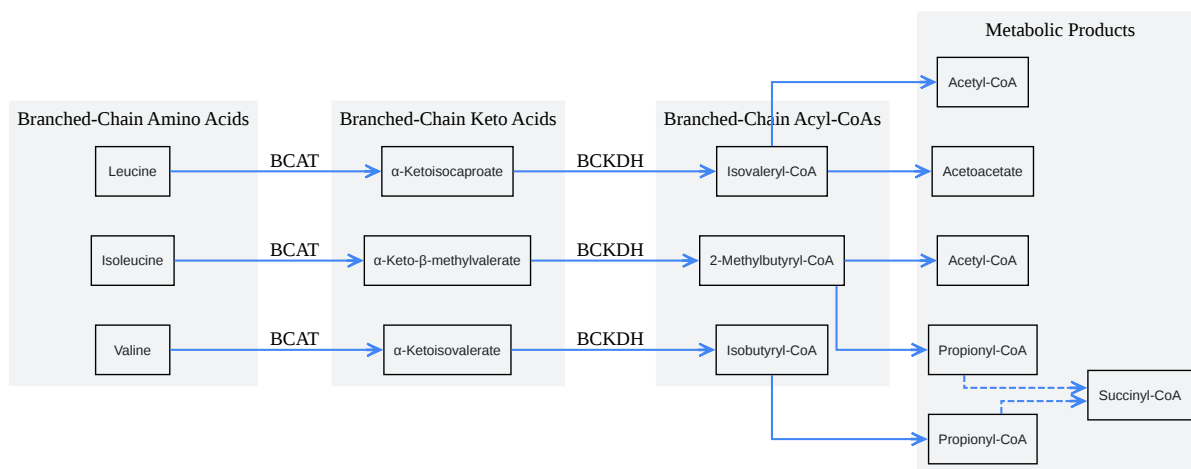 Metabolic Products
Acetyl-CoA
Branched-Chain Amino Acids
Branched-Chain Keto Acids
Branched-Chain Acyl-CoAs
Leucine
BCAT
α-Ketoisocaproate
BCKDH
Isovaleryl-CoA
Acetoacetate
Isoleucine
BCAT
α-Keto-β-methylvalerate
BCKDH
2-Methylbutyryl-CoA
Acetyl-CoA
Valine
BCAT
α-Ketoisovalerate
BCKDH
Isobutyryl-CoA
Propionyl-CoA
Succinyl-CoA
Propionyl-CoA